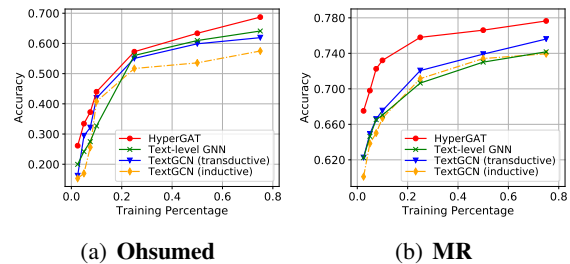 0.700
0.600
0.500
0.400
0.300
0.200
Accuracy
0.0 0.2 0.4 0.6 0.8
Training Percentage
HyperGAT
Text-level GNN
TextGCN (transductive)
TextGCN (inductive)
(a) Ohsumed
0.780
0.740
0.700
0.660
0.620
Accuracy
0.0 0.2 0.4 0.6 0.8
Training Percentage
HyperGAT
Text-level GNN
TextGCN (transductive)
TextGCN (inductive)
(b) MR